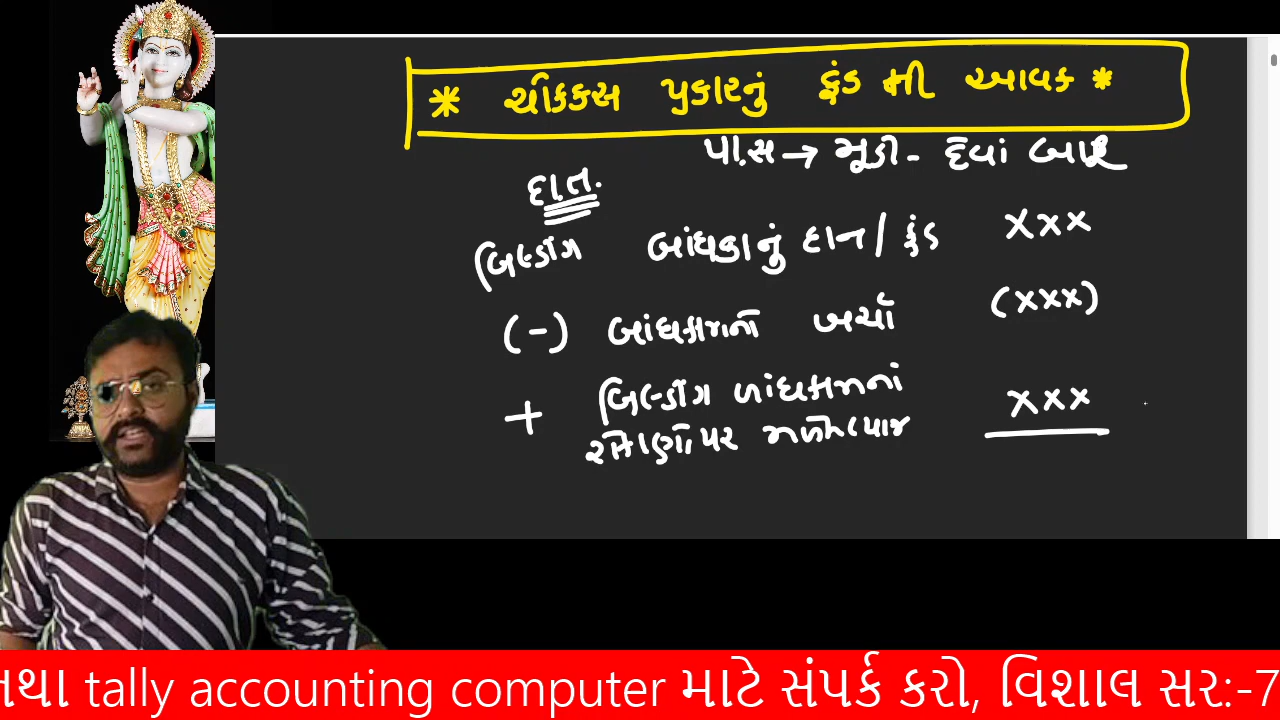 * ચોક્કસ પ્રકારનું ફંડ ની આવક *
પા.સ → મૂડી - દેવાં બાજુ
દા.ત.
બિલ્ડીંગ બાંધકામનું દાન / ફંડ xxx
(-) બાંધકામનો ખર્ચો (xxx)
+ બિલ્ડીંગ બાંધકામનાં xxx
રોકાણો પર મળેલ વ્યાજ
તથા tally accounting computer માટે સંપર્ક કરો, વિશાલ સર:-7